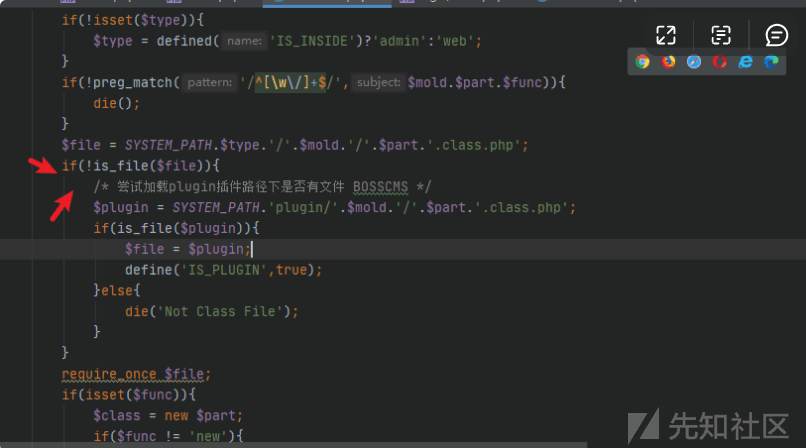 if(!isset($type)){
$type = defined( name: 'IS_INSIDE')?'admin':'web';
}
if(!preg_match( pattern: '/^[\w\/]+$/', subject: $mold.$part.$func)){
die();
}
$file = SYSTEM_PATH.$type.'/'.$mold.'/'.$part.'.class.php';
if(!is_file($file)){
/* 尝试加载plugin插件路径下是否有文件 BOSSCMS */
$plugin = SYSTEM_PATH.'plugin/'.$mold.'/'.$part.'.class.php';
if(is_file($plugin)){
$file = $plugin;
define('IS_PLUGIN',true);
}else{
die('Not Class File');
}
}
require_once $file;
if(isset($func)){
$class = new $part;
if($func != 'new'){
先知社区